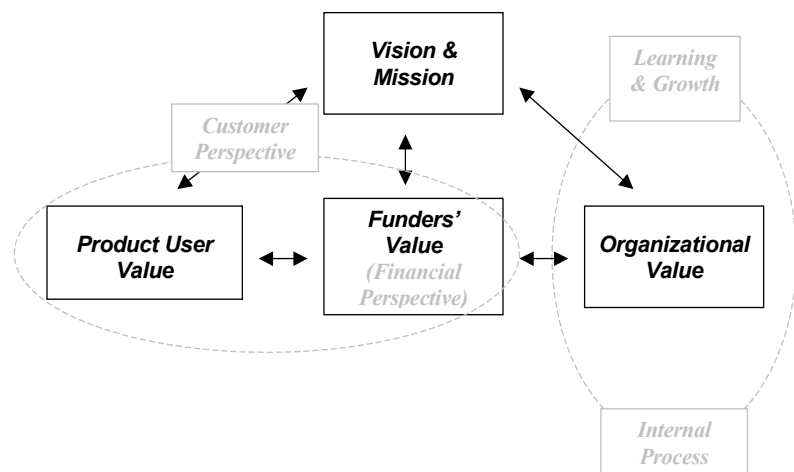 Vision &
Mission
Learning
& Growth
Customer
Perspective
Product User
Value
Funders’
Value
(Financial
Perspective)
Organizational
Value
Internal
Process